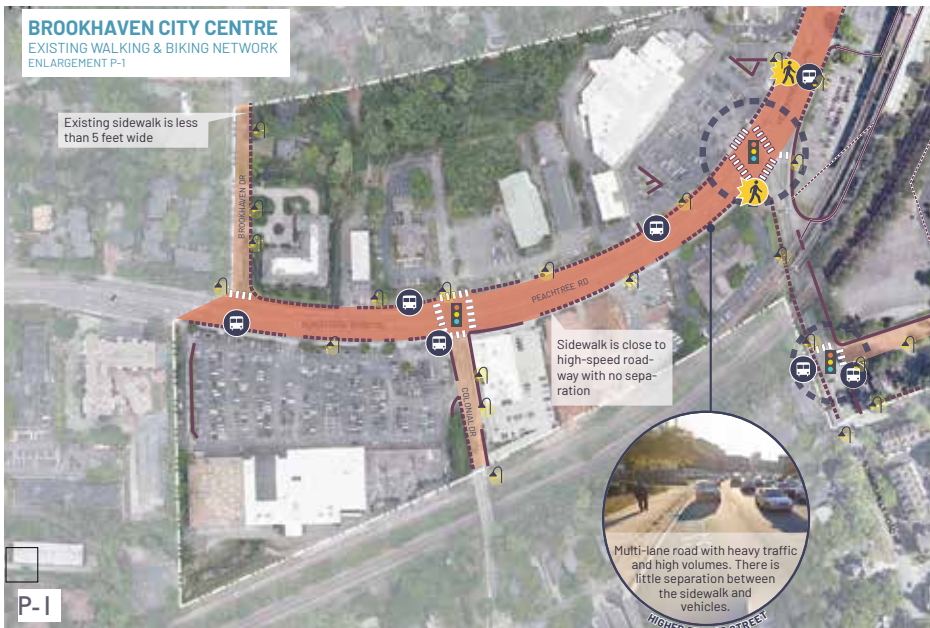 BROOKHAVEN CITY CENTRE
EXISTING WALKING & BIKING NETWORK
ENLARGEMENT P-1
Existing sidewalk is less
than 5 feet wide
BROOKHAVEN DR
PEACHTREE RD
COLONIAL DR
Sidewalk is close to
high-speed road-
way with no sepa-
ration
Multi-lane road with heavy traffic
and high volumes. There is
little separation between
the sidewalk and
vehicles.
HIGHER
STREET
P-1